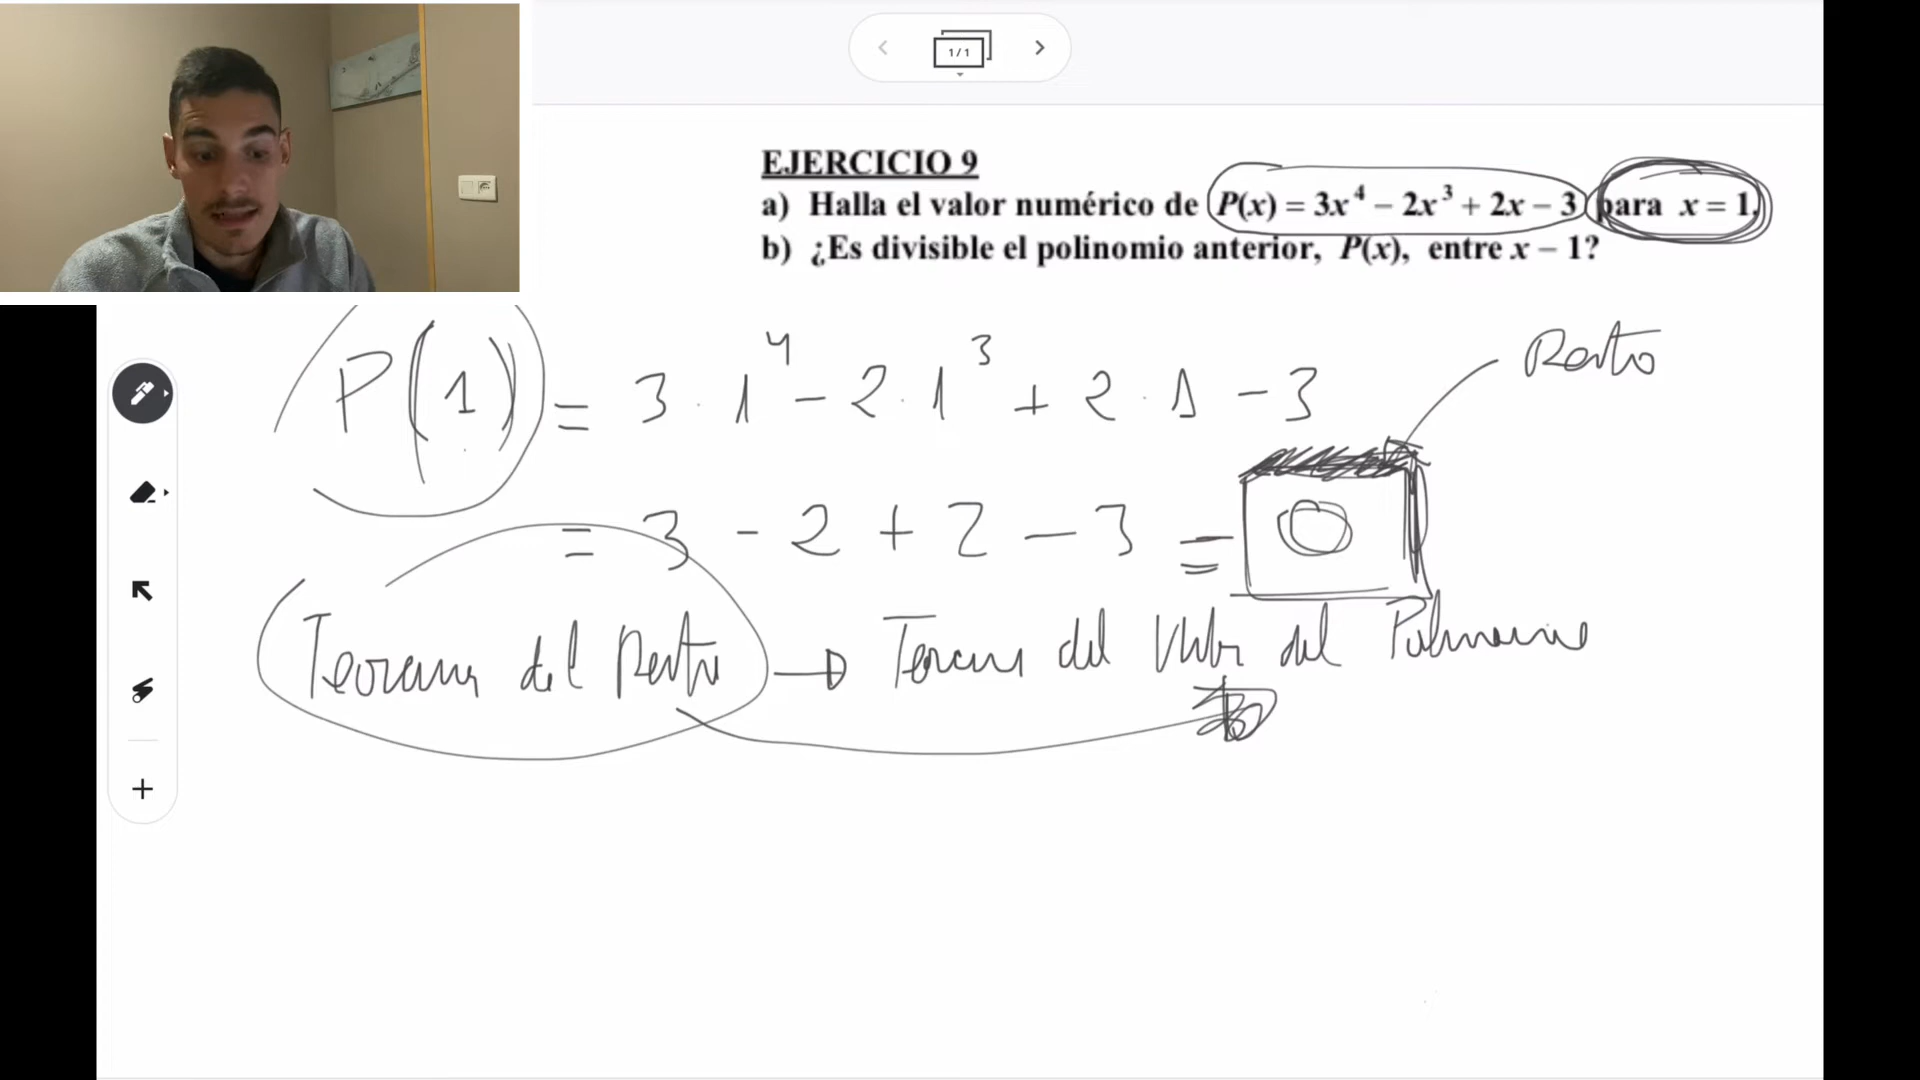 1/1
EJERCICIO 9
a) Halla el valor numérico de P(x) = 3x⁴ − 2x³ + 2x − 3 para x = 1.
b) ¿Es divisible el polinomio anterior, P(x), entre x − 1?
Resto
P(1) = 3 · 1⁴ − 2 · 1³ + 2 · 1 − 3
= 3 − 2 + 2 − 3 = 0
Teorema del Resto → Teorema del Valor del Polinomio